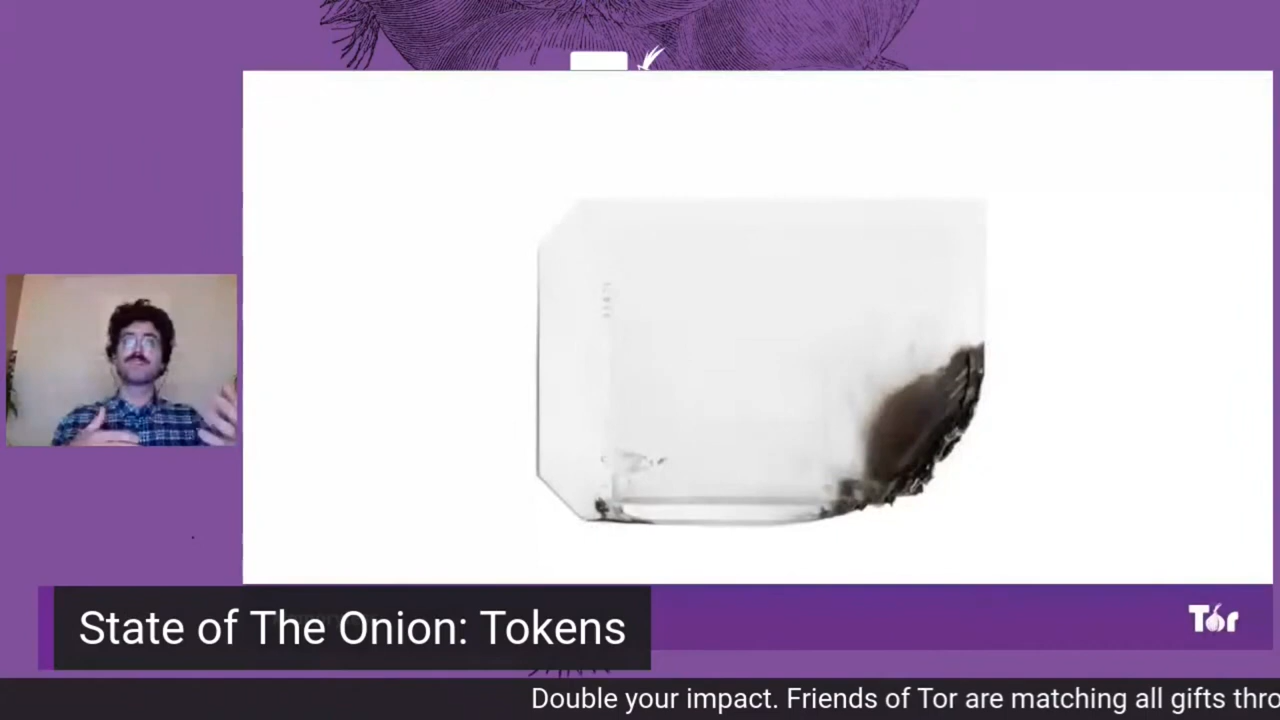 State of The Onion: Tokens
Tor
Double your impact. Friends of Tor are matching all gifts thro